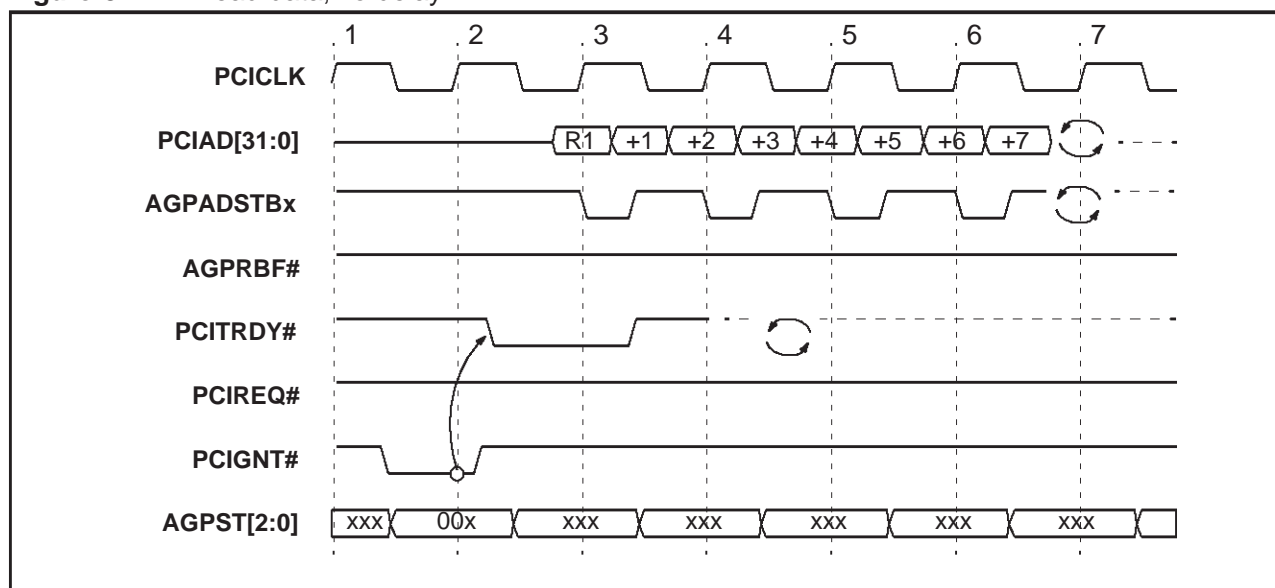 . 1 . 2 . 3 . 4 . 5 . 6 . 7
PCICLK
PCIAD[31:0] R1 +1 +2 +3 +4 +5 +6 +7
AGPADSTBx
AGPRBF#
PCITRDY#
PCIREQ#
PCIGNT#
AGPST[2:0] xxx 00x xxx xxx xxx xxx xxx